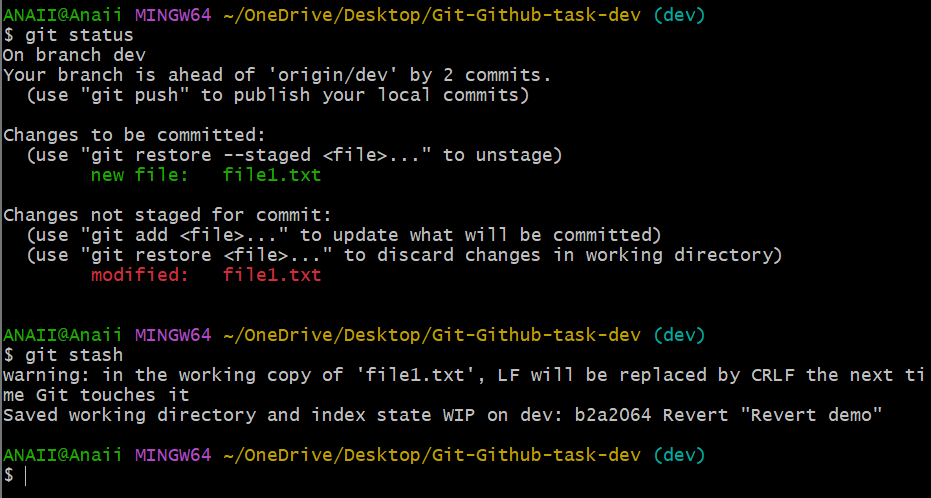 ANAII@Anaii MINGW64 ~/OneDrive/Desktop/Git-Github-task-dev (dev)
$ git status
On branch dev
Your branch is ahead of 'origin/dev' by 2 commits.
  (use "git push" to publish your local commits)

Changes to be committed:
  (use "git restore --staged <file>..." to unstage)
        new file:   file1.txt

Changes not staged for commit:
  (use "git add <file>..." to update what will be committed)
  (use "git restore <file>..." to discard changes in working directory)
        modified:   file1.txt

ANAII@Anaii MINGW64 ~/OneDrive/Desktop/Git-Github-task-dev (dev)
$ git stash
warning: in the working copy of 'file1.txt', LF will be replaced by CRLF the next ti
me Git touches it
Saved working directory and index state WIP on dev: b2a2064 Revert "Revert demo"

ANAII@Anaii MINGW64 ~/OneDrive/Desktop/Git-Github-task-dev (dev)
$